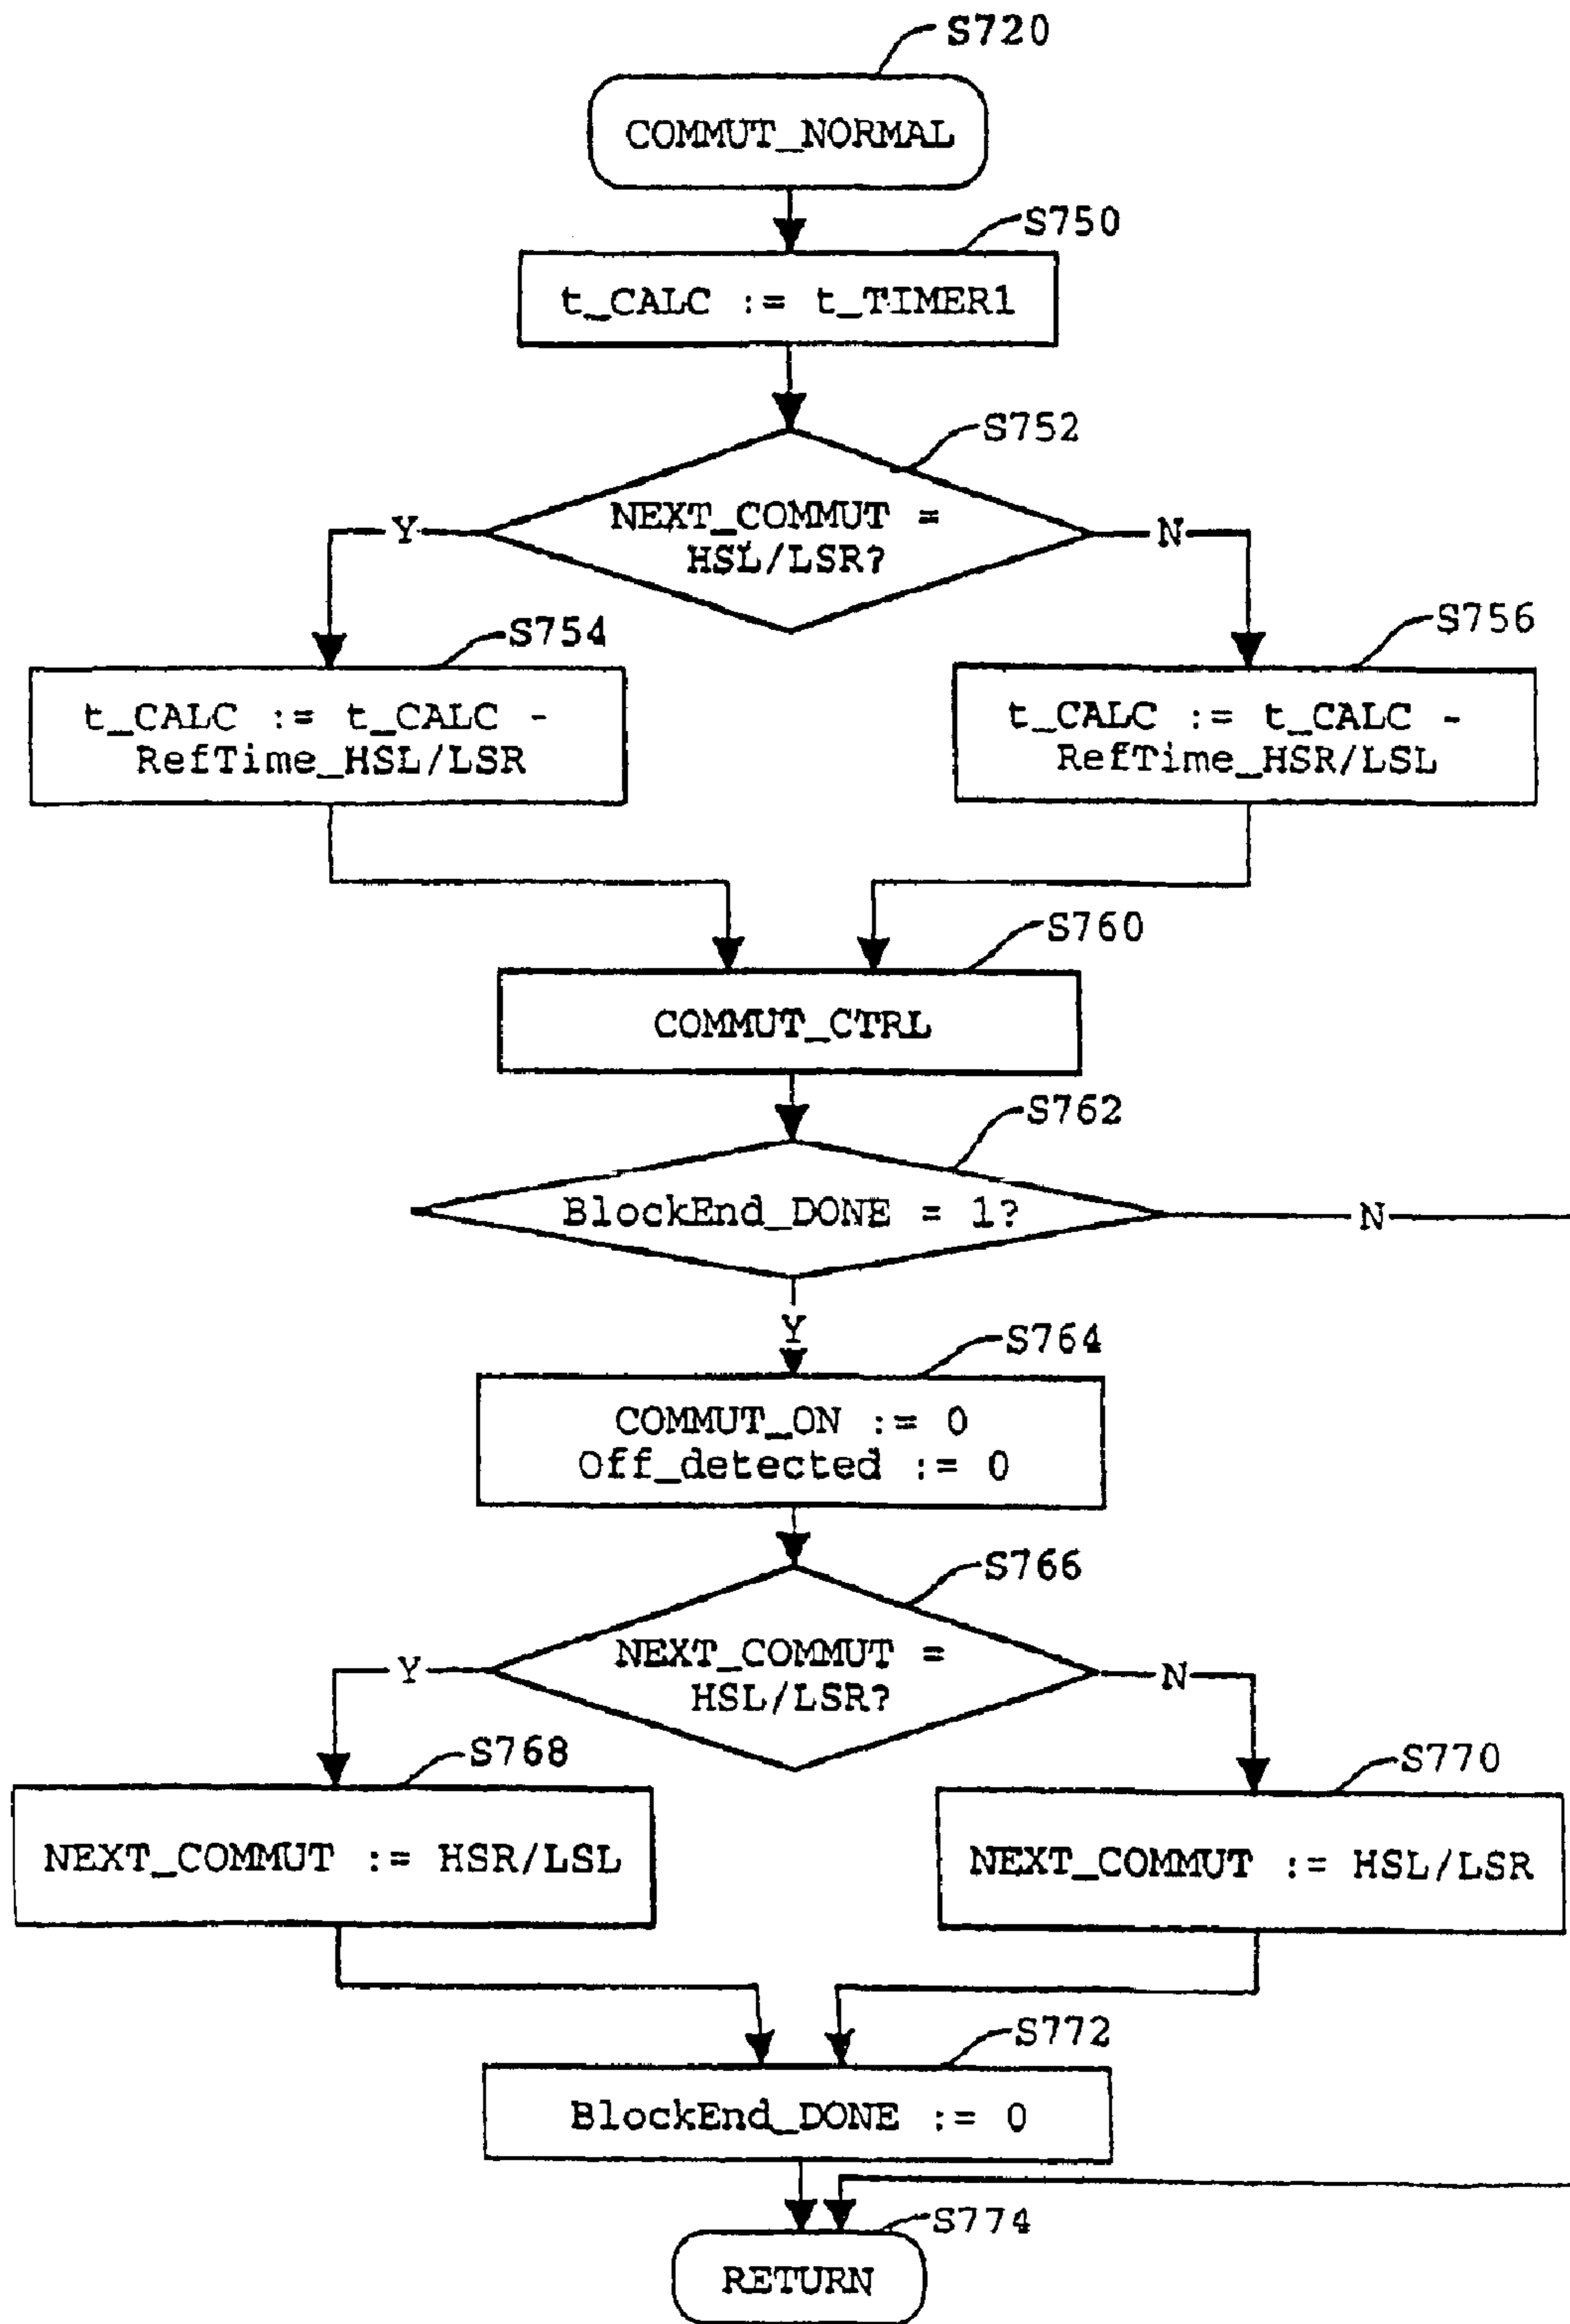 S720
COMMUT_NORMAL
S750
t_CALC := t_TIMER1
S752
NEXT_COMMUT =
HSL/LSR?
Y
N
S754
t_CALC := t_CALC -
RefTime_HSL/LSR
S756
t_CALC := t_CALC -
RefTime_HSR/LSL
S760
COMMUT_CTRL
S762
BlockEnd_DONE = 1?
N
Y
S764
COMMUT_ON := 0
Off_detected := 0
S766
NEXT_COMMUT =
HSL/LSR?
Y
N
S768
NEXT_COMMUT := HSR/LSL
S770
NEXT_COMMUT := HSL/LSR
S772
BlockEnd_DONE := 0
S774
RETURN